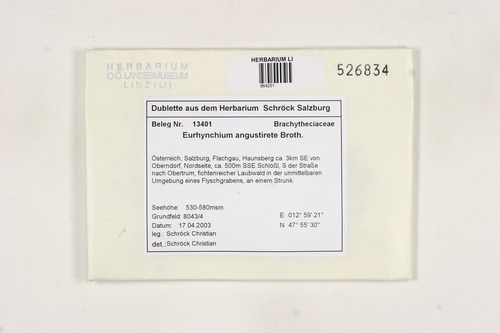 HERBARIUM
O.Ö. LANDESMUSEUM
LINZ (LI)
HERBARIUM LI
864251
526834
Dublette aus dem Herbarium Schröck Salzburg
Beleg Nr. 13401 Brachytheciaceae
Eurhynchium angustirete Broth.
Österreich, Salzburg, Flachgau, Haunsberg ca. 3km SE von
Oberndorf, Nordseite, ca. 500m SSE Schlößl, S der Straße
nach Obertrum, fichtenreicher Laubwald in der unmittelbaren
Umgebung eines Flyschgrabens, an einem Strunk.
Seehöhe: 530-580msm
Grundfeld: 8043/4 E 012° 59' 21"
Datum: 17.04.2003 N 47° 55' 30"
leg.: Schröck Christian
det.: Schröck Christian